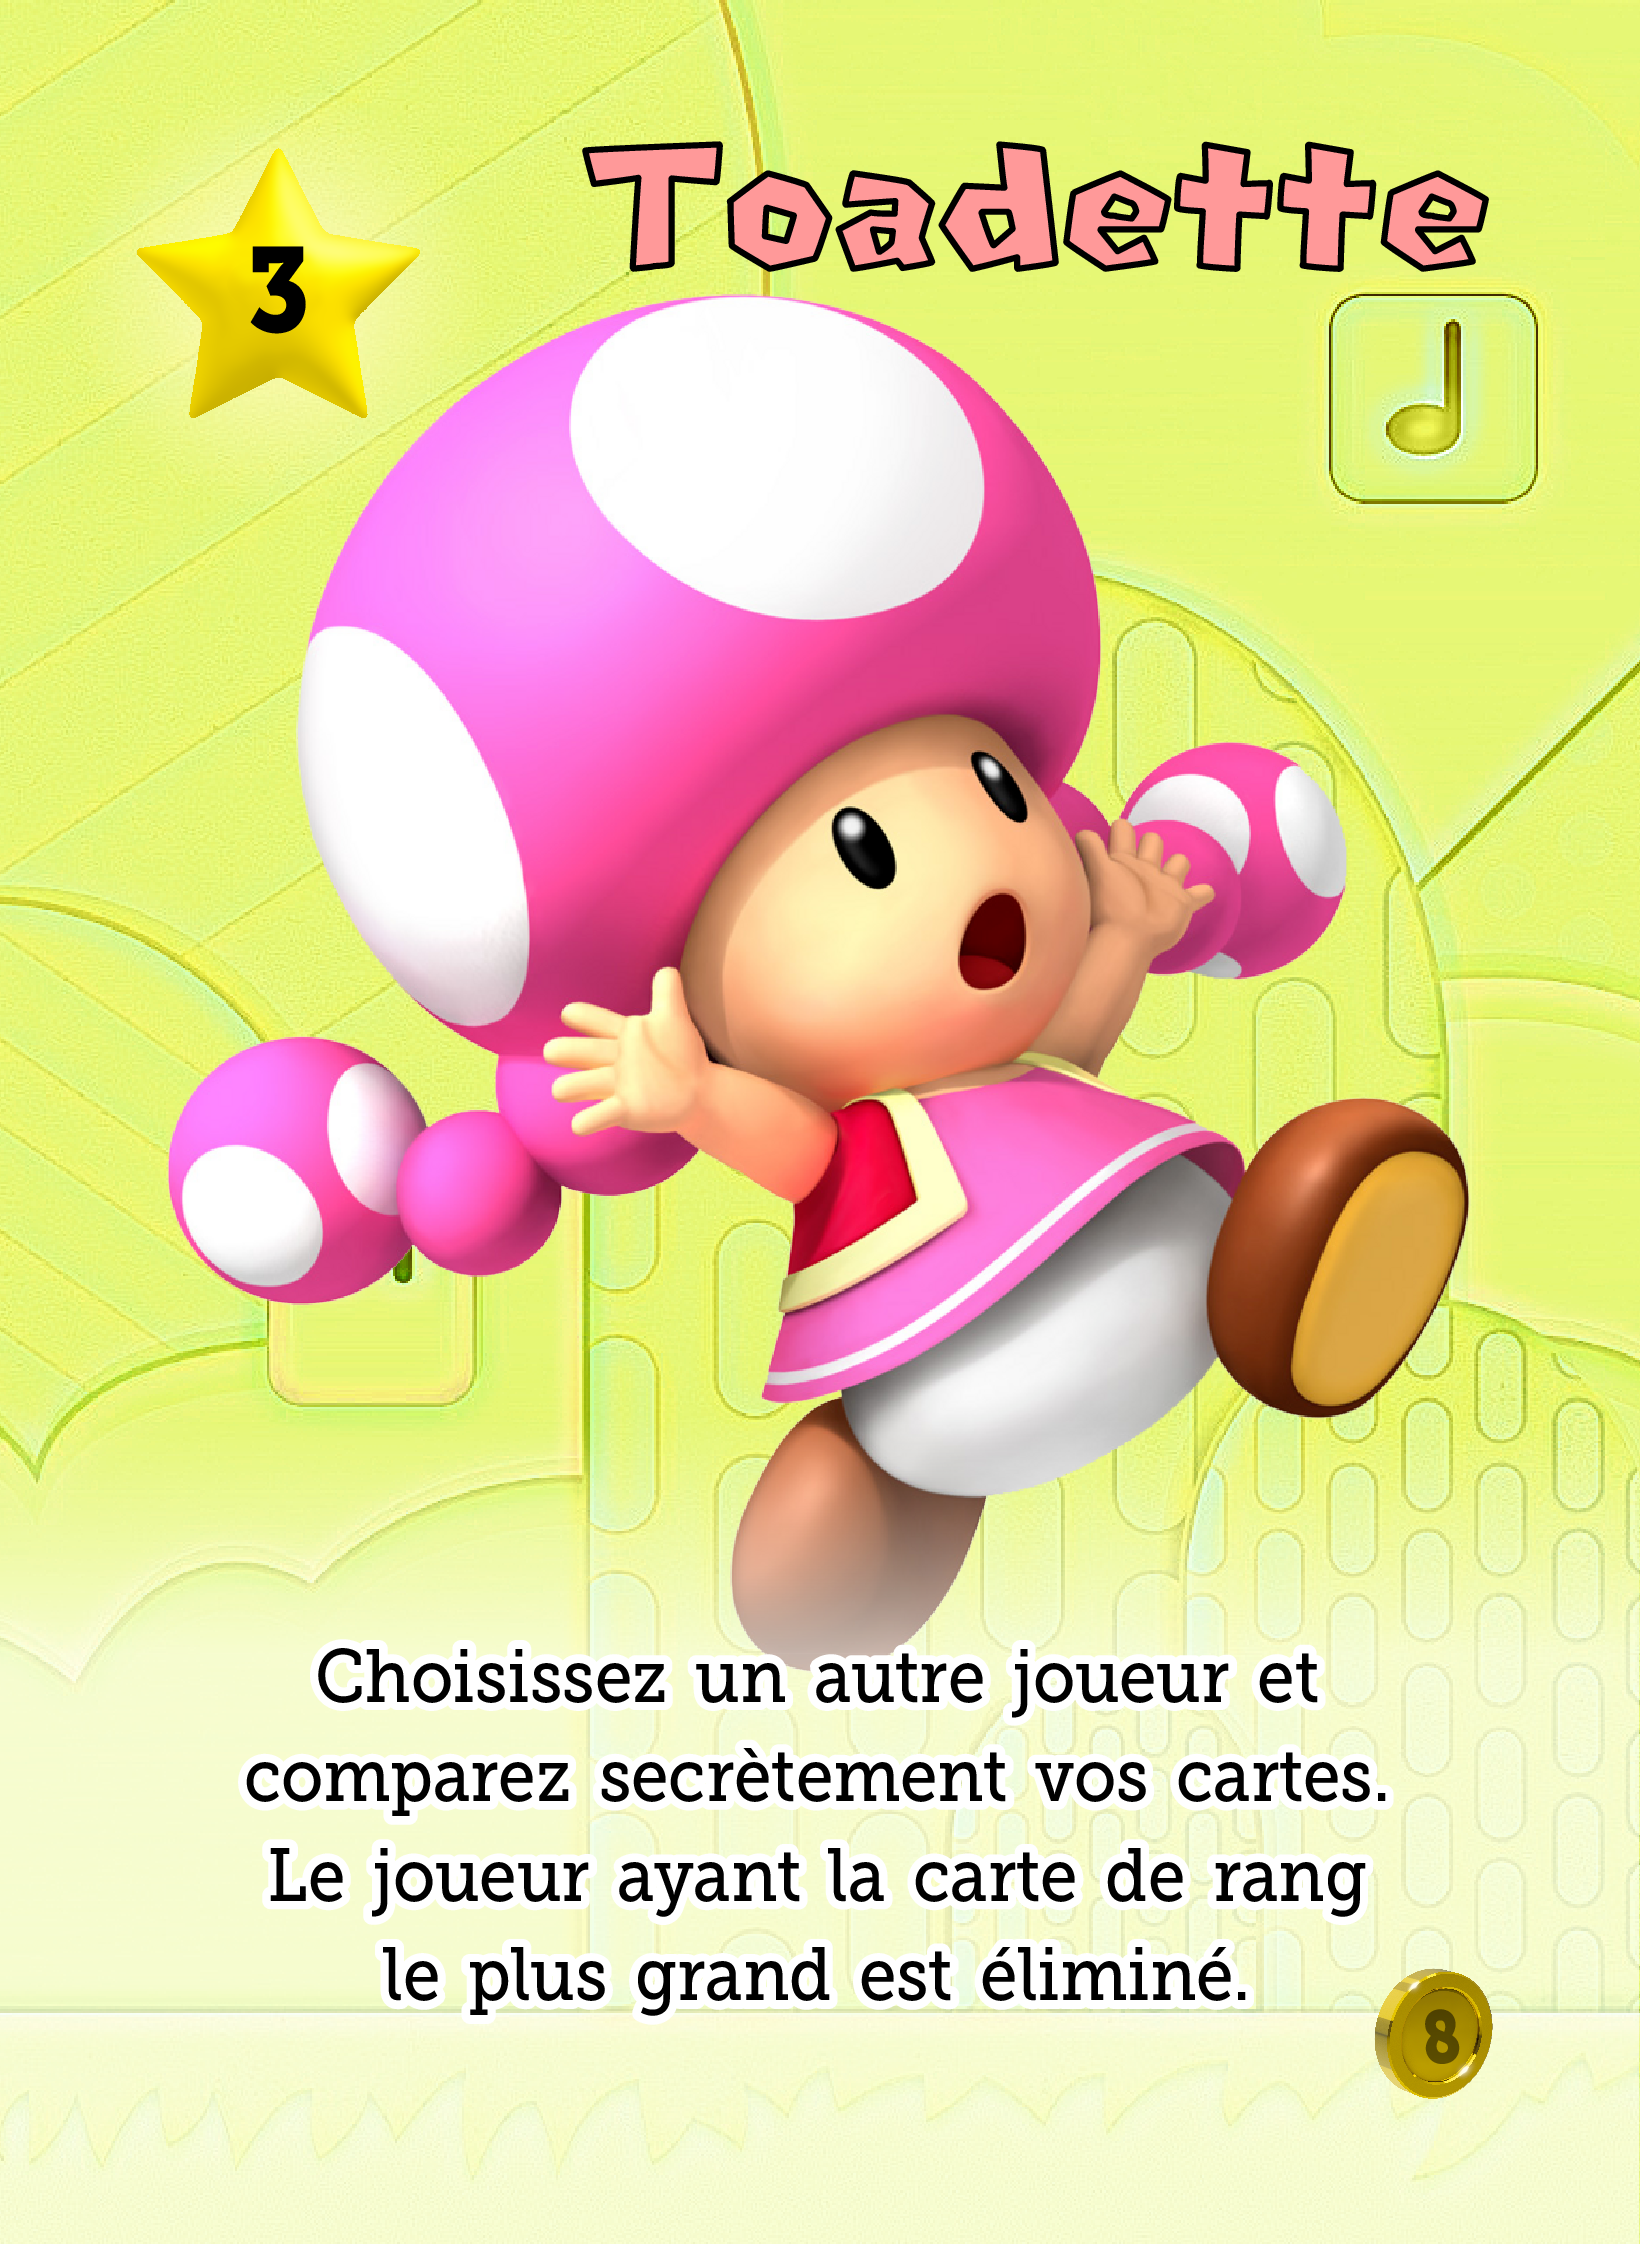 Toadette
3
Choisissez un autre joueur et
comparez secrètement vos cartes.
Le joueur ayant la carte de rang
le plus grand est éliminé.
8